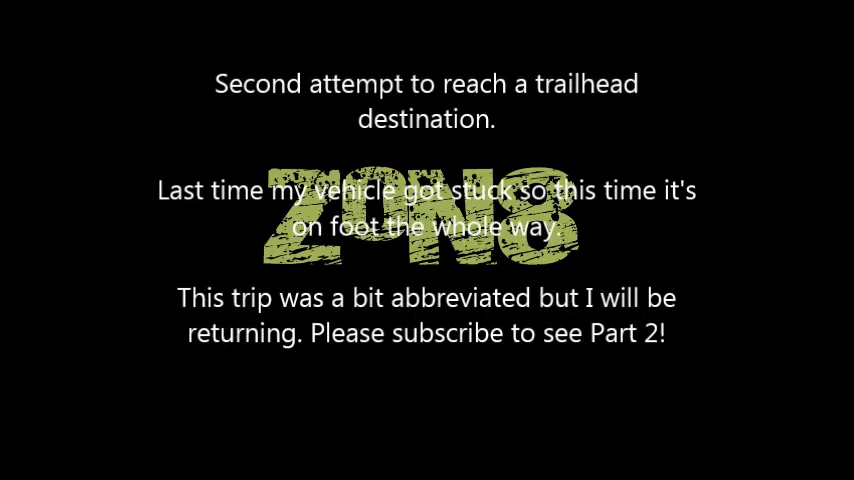 Second attempt to reach a trailhead
destination.
Last time my vehicle got stuck so this time it's
on foot the whole way.
ZON8
This trip was a bit abbreviated but I will be
returning. Please subscribe to see Part 2!